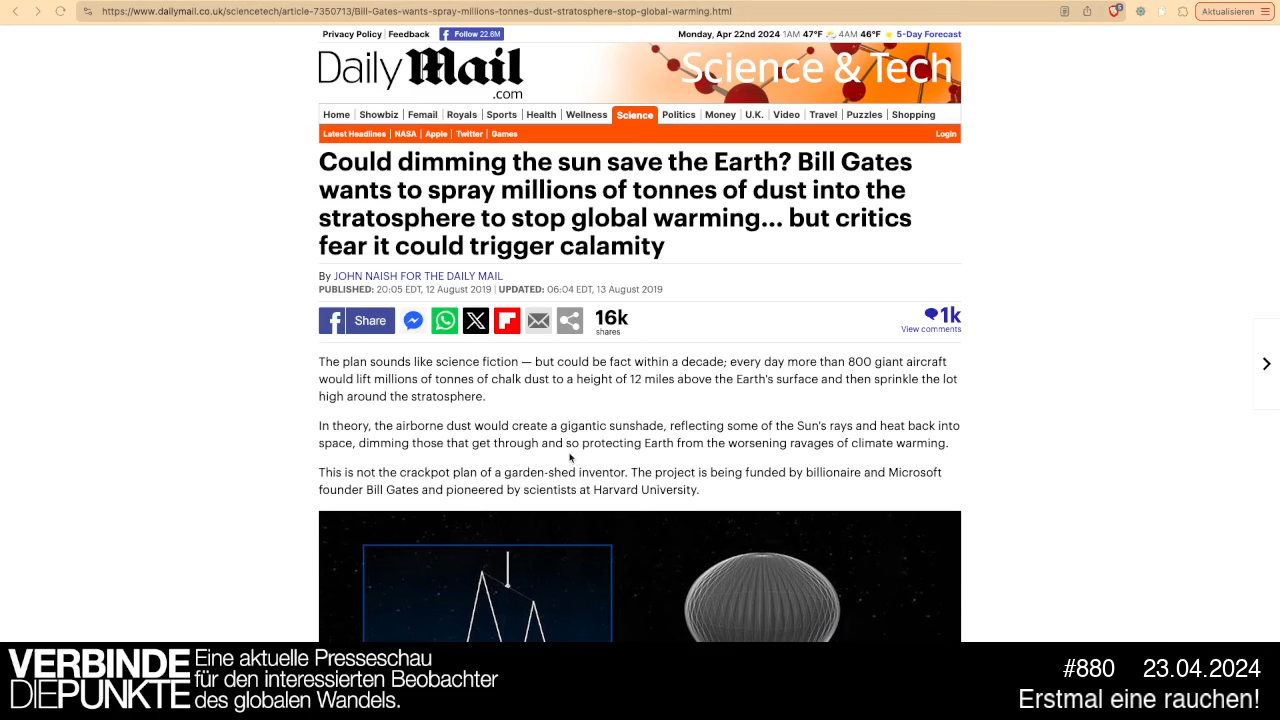 https://www.dailymail.co.uk/sciencetech/article-7350713/Bill-Gates-wants-spray-millions-tonnes-dust-stratosphere-stop-global-warming.html
Aktualisieren
Privacy Policy | Feedback
Follow 22.6M
Monday, Apr 22nd 2024 1AM 47°F 4AM 46°F 5-Day Forecast
Daily Mail
.com
Science & Tech
Home | Showbiz | Femail | Royals | Sports | Health | Wellness | Science | Politics | Money | U.K. | Video | Travel | Puzzles | Shopping
Latest Headlines | NASA | Apple | Twitter | Games
Login
Could dimming the sun save the Earth? Bill Gates
wants to spray millions of tonnes of dust into the
stratosphere to stop global warming... but critics
fear it could trigger calamity
By JOHN NAISH FOR THE DAILY MAIL
PUBLISHED: 20:05 EDT, 12 August 2019 | UPDATED: 06:04 EDT, 13 August 2019
Share
16k
shares
1k
View comments
The plan sounds like science fiction — but could be fact within a decade; every day more than 800 giant aircraft
would lift millions of tonnes of chalk dust to a height of 12 miles above the Earth's surface and then sprinkle the lot
high around the stratosphere.
In theory, the airborne dust would create a gigantic sunshade, reflecting some of the Sun's rays and heat back into
space, dimming those that get through and so protecting Earth from the worsening ravages of climate warming.
This is not the crackpot plan of a garden-shed inventor. The project is being funded by billionaire and Microsoft
founder Bill Gates and pioneered by scientists at Harvard University.
VERBINDE
DIEPUNKTE
Eine aktuelle Presseschau
für den interessierten Beobachter
des globalen Wandels.
#880 23.04.2024
Erstmal eine rauchen!